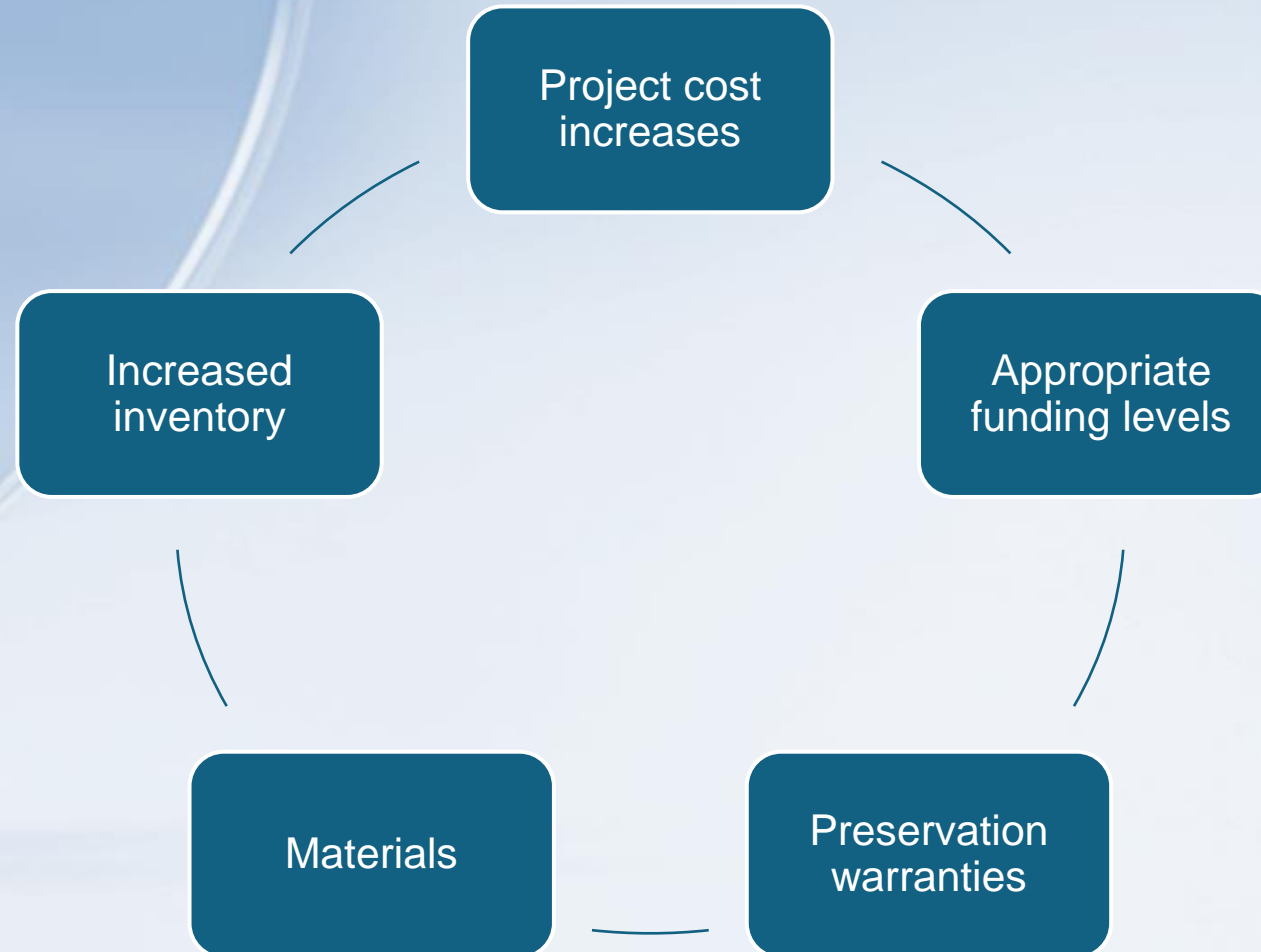 Project cost
increases
Increased
inventory
Appropriate
funding levels
Materials
Preservation
warranties